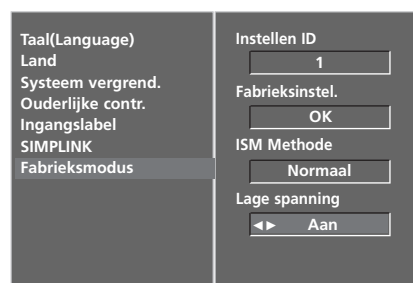 Taal(Language)
Land
Systeem vergrend.
Ouderlijke contr.
Ingangslabel
SIMPLINK
Fabrieksmodus
Instellen ID
1
Fabrieksinstel.
OK
ISM Methode
Normaal
Lage spanning
◄► Aan